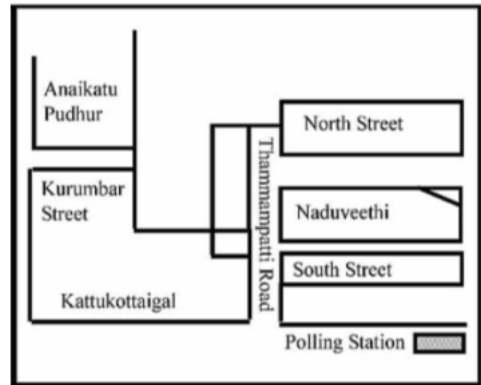 Anaikatu
Pudhur
North Street
Thammampatti Road
Kurumbar
Street
Naduveethi
South Street
Kattukottaigal
Polling Station